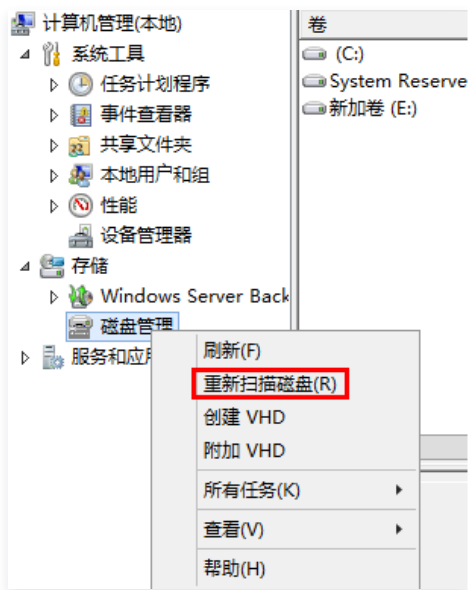 计算机管理(本地)
卷
系统工具
(C:)
任务计划程序
System Reserve
事件查看器
新加卷 (E:)
共享文件夹
本地用户和组
性能
设备管理器
存储
Windows Server Back
磁盘管理
服务和应
刷新(F)
重新扫描磁盘(R)
创建 VHD
附加 VHD
所有任务(K)
查看(V)
帮助(H)